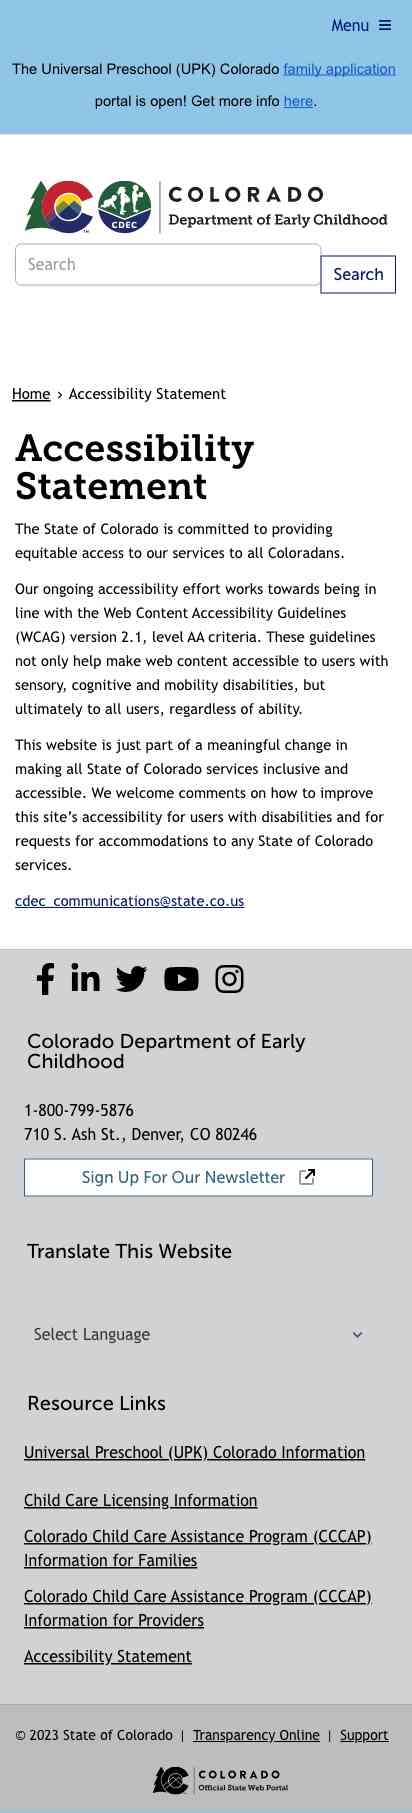 Menu
The Universal Preschool (UPK) Colorado family application
portal is open! Get more info here.
CDEC
TM
COLORADO
Department of Early Childhood
Search
Search
Home › Accessibility Statement
Accessibility
Statement
The State of Colorado is committed to providing
equitable access to our services to all Coloradans.
Our ongoing accessibility effort works towards being in
line with the Web Content Accessibility Guidelines
(WCAG) version 2.1, level AA criteria. These guidelines
not only help make web content accessible to users with
sensory, cognitive and mobility disabilities, but
ultimately to all users, regardless of ability.
This website is just part of a meaningful change in
making all State of Colorado services inclusive and
accessible. We welcome comments on how to improve
this site’s accessibility for users with disabilities and for
requests for accommodations to any State of Colorado
services.
cdec_communications@state.co.us
Colorado Department of Early
Childhood
1-800-799-5876
710 S. Ash St., Denver, CO 80246
Sign Up For Our Newsletter
Translate This Website
Select Language
Resource Links
Universal Preschool (UPK) Colorado Information
Child Care Licensing Information
Colorado Child Care Assistance Program (CCCAP)
Information for Families
Colorado Child Care Assistance Program (CCCAP)
Information for Providers
Accessibility Statement
© 2023 State of Colorado | Transparency Online | Support
COLORADO
Official State Web Portal